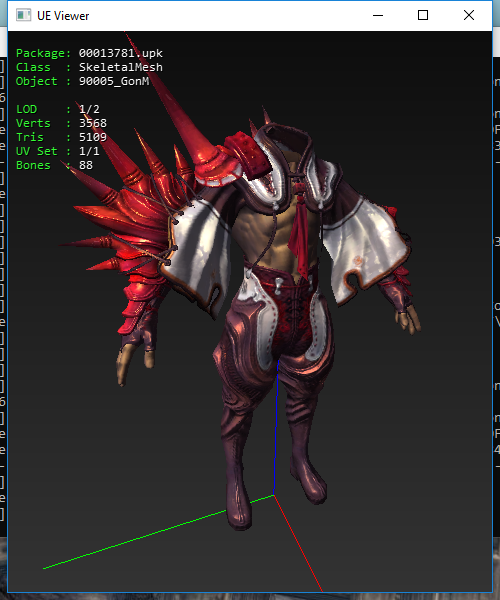 UE Viewer
Package: 00013781.upk
Class : SkeletalMesh
Object : 90005_GonM
LOD : 1/2
Verts : 3568
Tris : 5109
UV Set : 1/1
Bones : 88